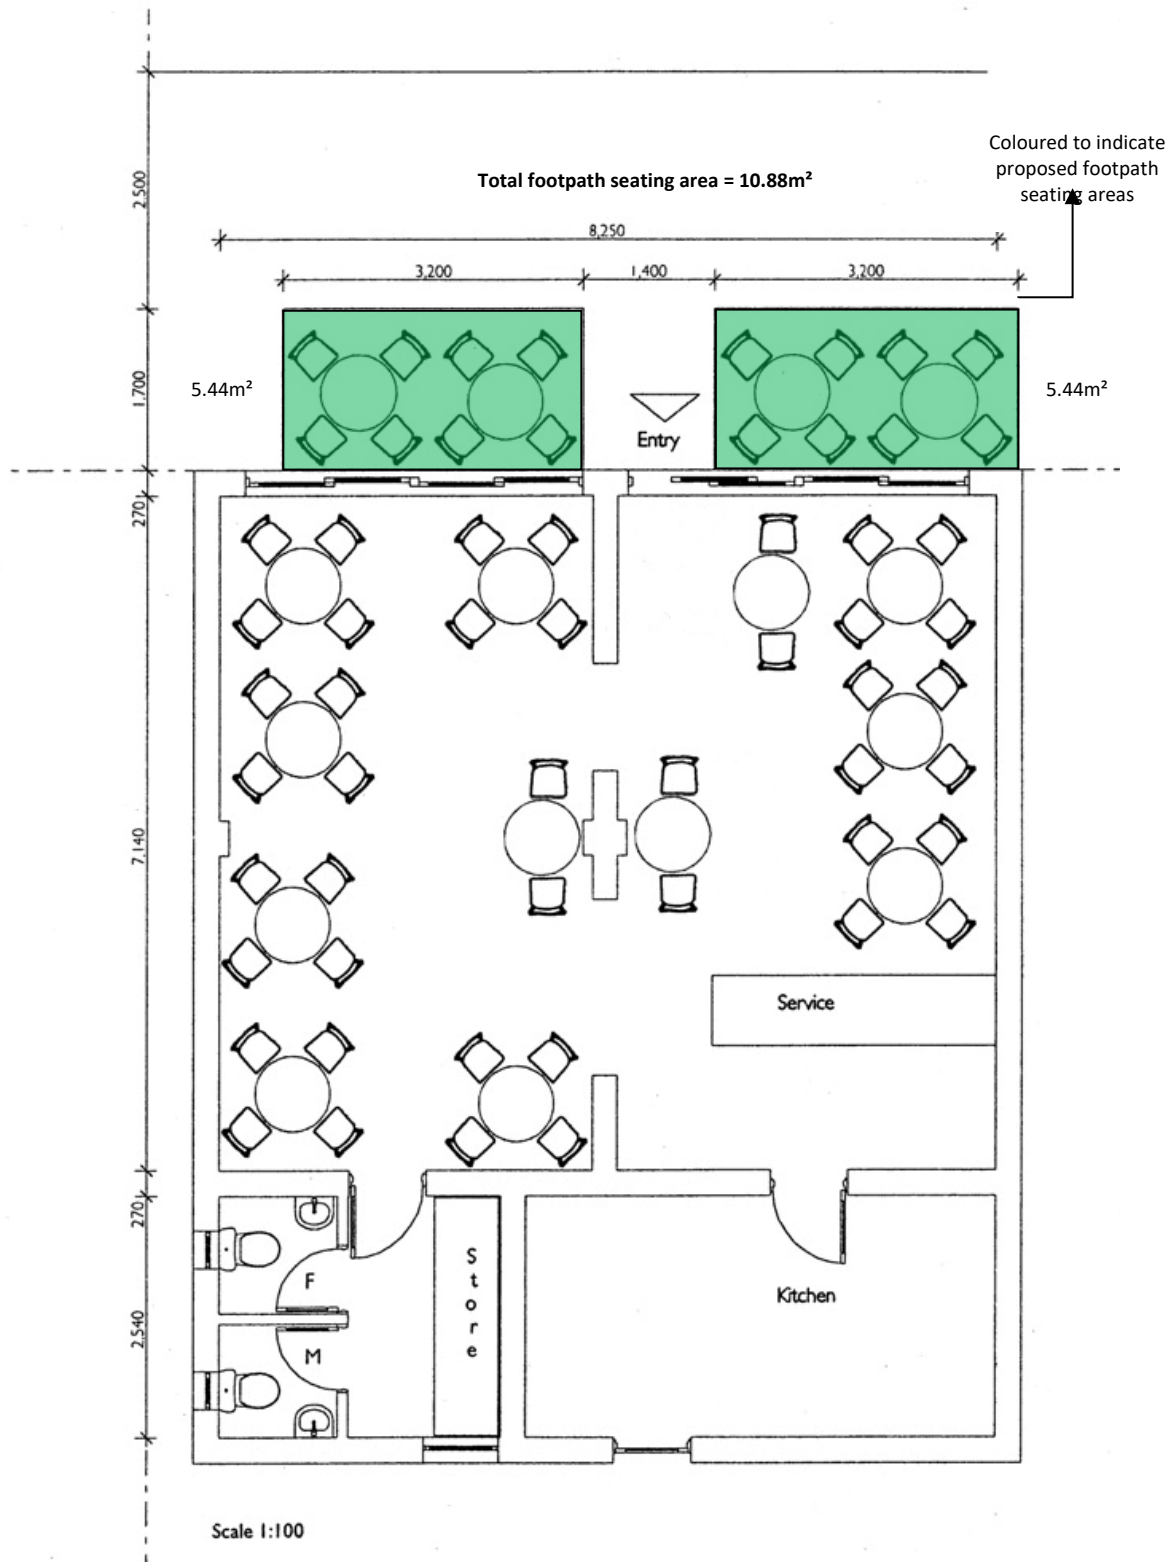 Coloured to indicate
proposed footpath
seating areas
Total footpath seating area = 10.88m²
2,500
8,250
3,200
1,400
3,200
1,700
5.44m²
5.44m²
Entry
270
7,140
Service
270
F
Store
Kitchen
2,540
M
Scale 1:100